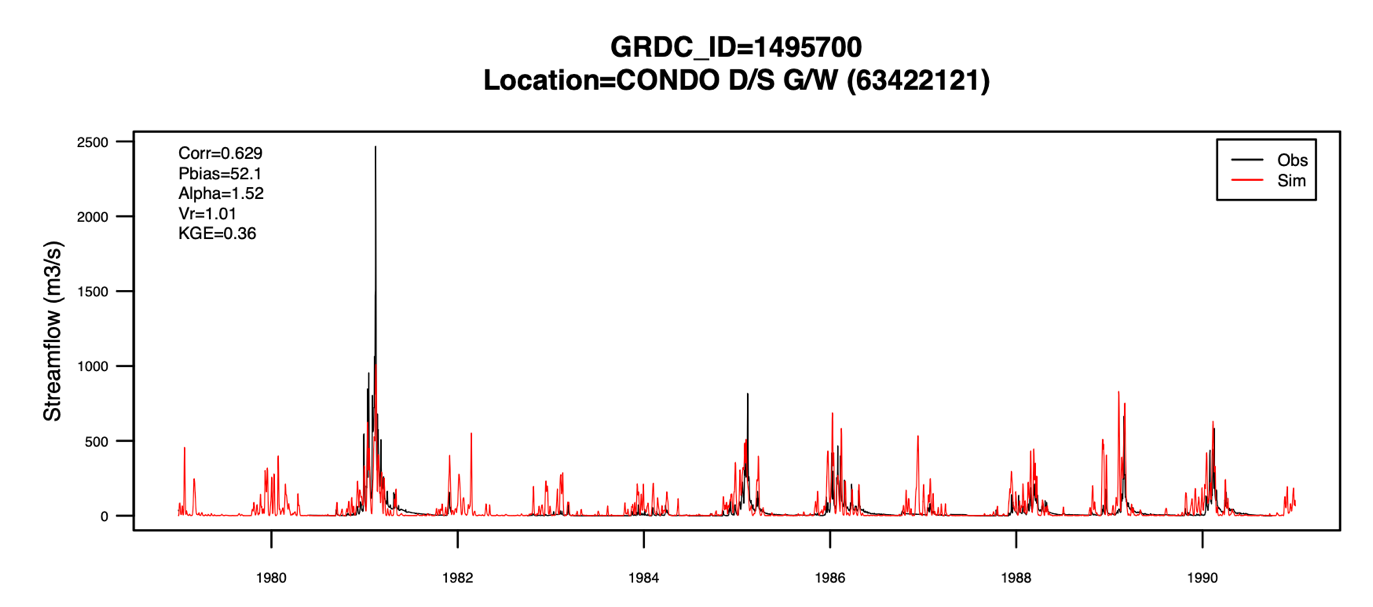 GRDC_ID=1495700
Location=CONDO D/S G/W (63422121)
Corr=0.629
Pbias=52.1
Alpha=1.52
Vr=1.01
KGE=0.36
Obs
Sim
Streamflow (m3/s)
2500
2000
1500
1000
500
0
1980 1982 1984 1986 1988 1990